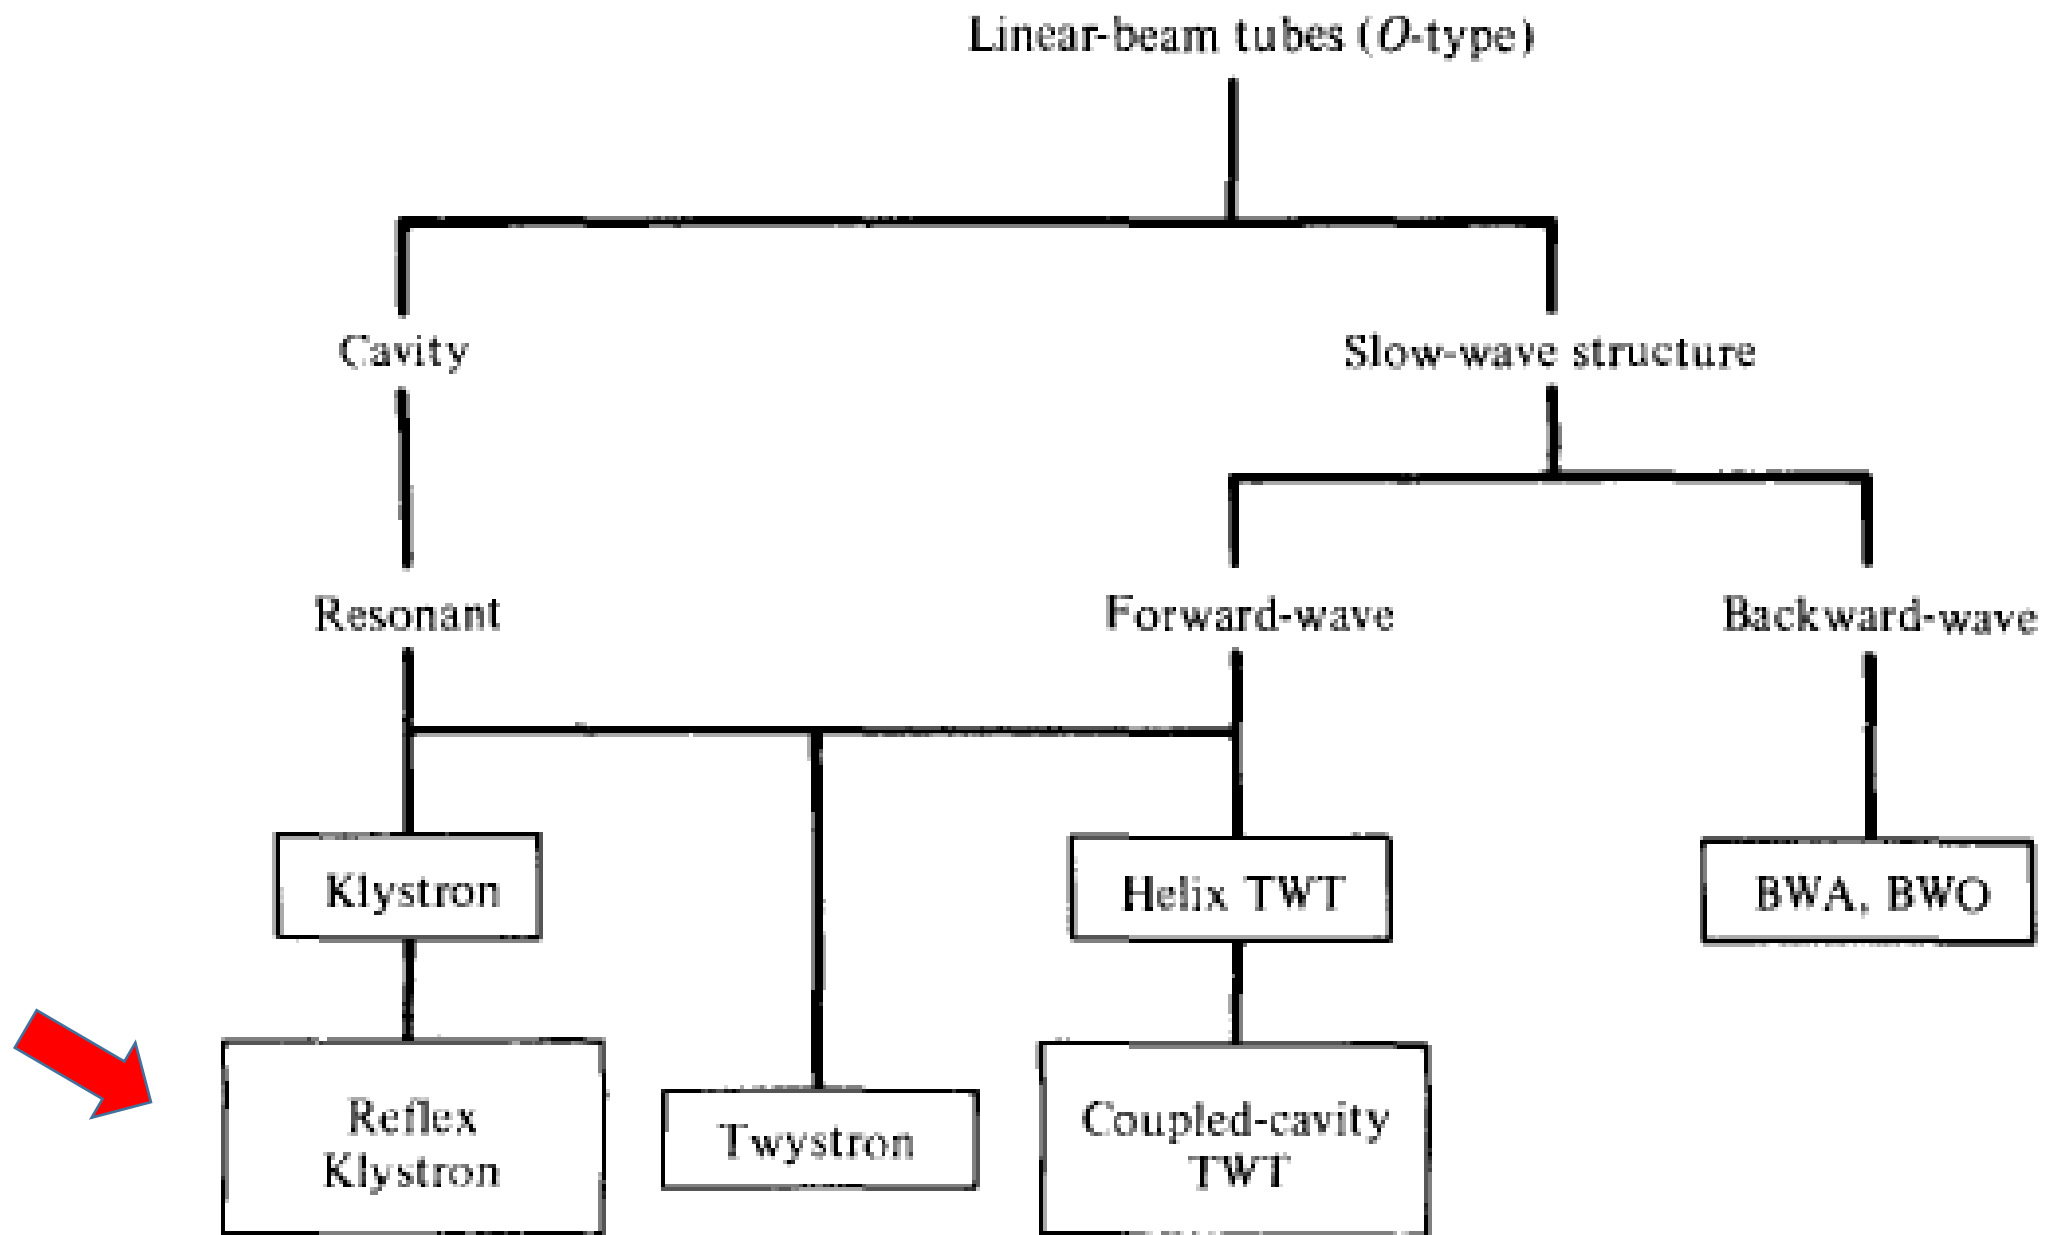 Linear-beam tubes (O-type)
Cavity
Slow-wave structure
Resonant
Forward-wave
Backward-wave
Klystron
Helix TWT
BWA, BWO
Reflex
Klystron
Twystron
Coupled-cavity
TWT